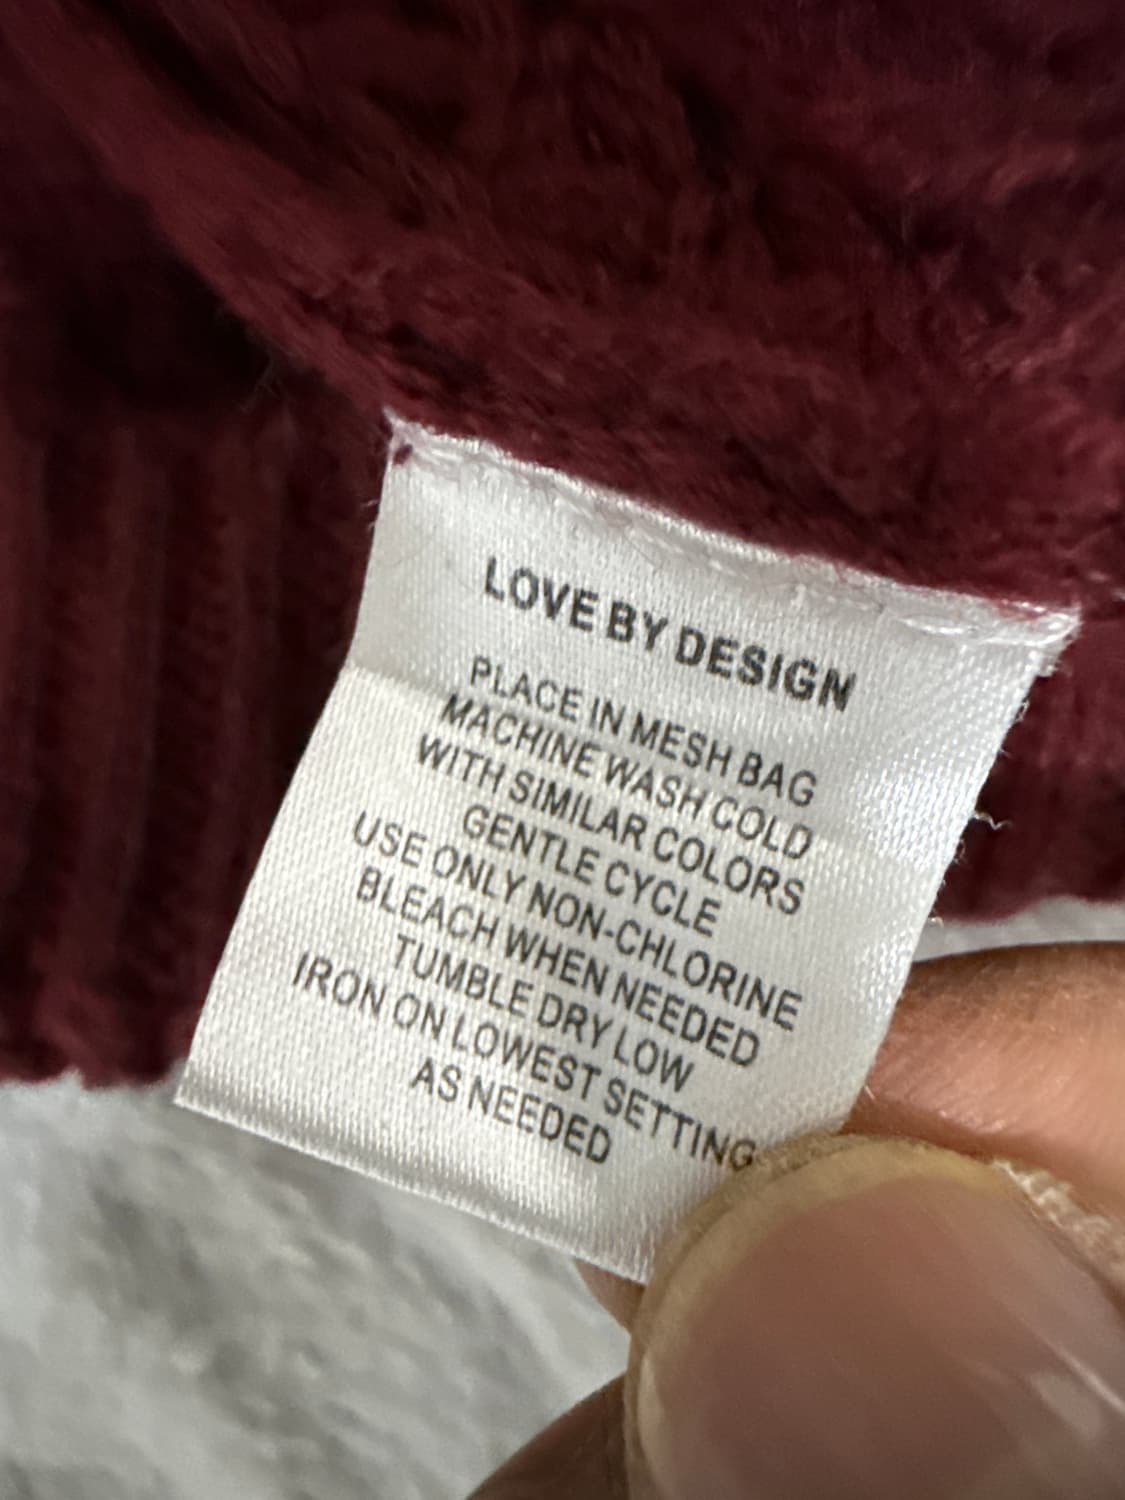 LOVE BY DESIGN
PLACE IN MESH BAG
MACHINE WASH COLD
WITH SIMILAR COLORS
GENTLE CYCLE
USE ONLY NON-CHLORINE
BLEACH WHEN NEEDED
TUMBLE DRY LOW
IRON ON LOWEST SETTING
AS NEEDED